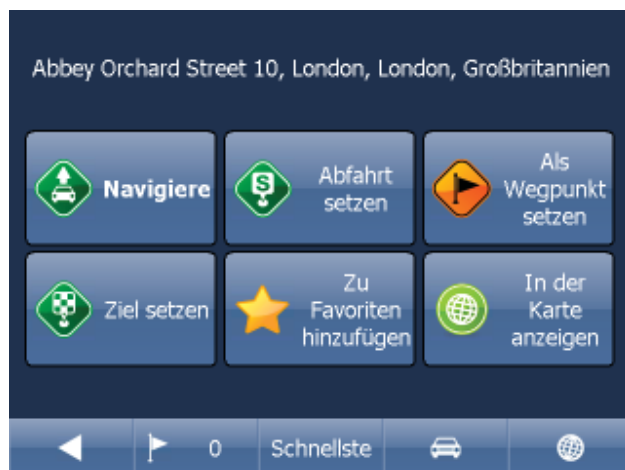 Abbey Orchard Street 10, London, London, Großbritannien
Navigiere
S
Abfahrt
setzen
Als
Wegpunkt
setzen
Ziel setzen
Zu
Favoriten
hinzufügen
In der
Karte
anzeigen
0
Schnellste